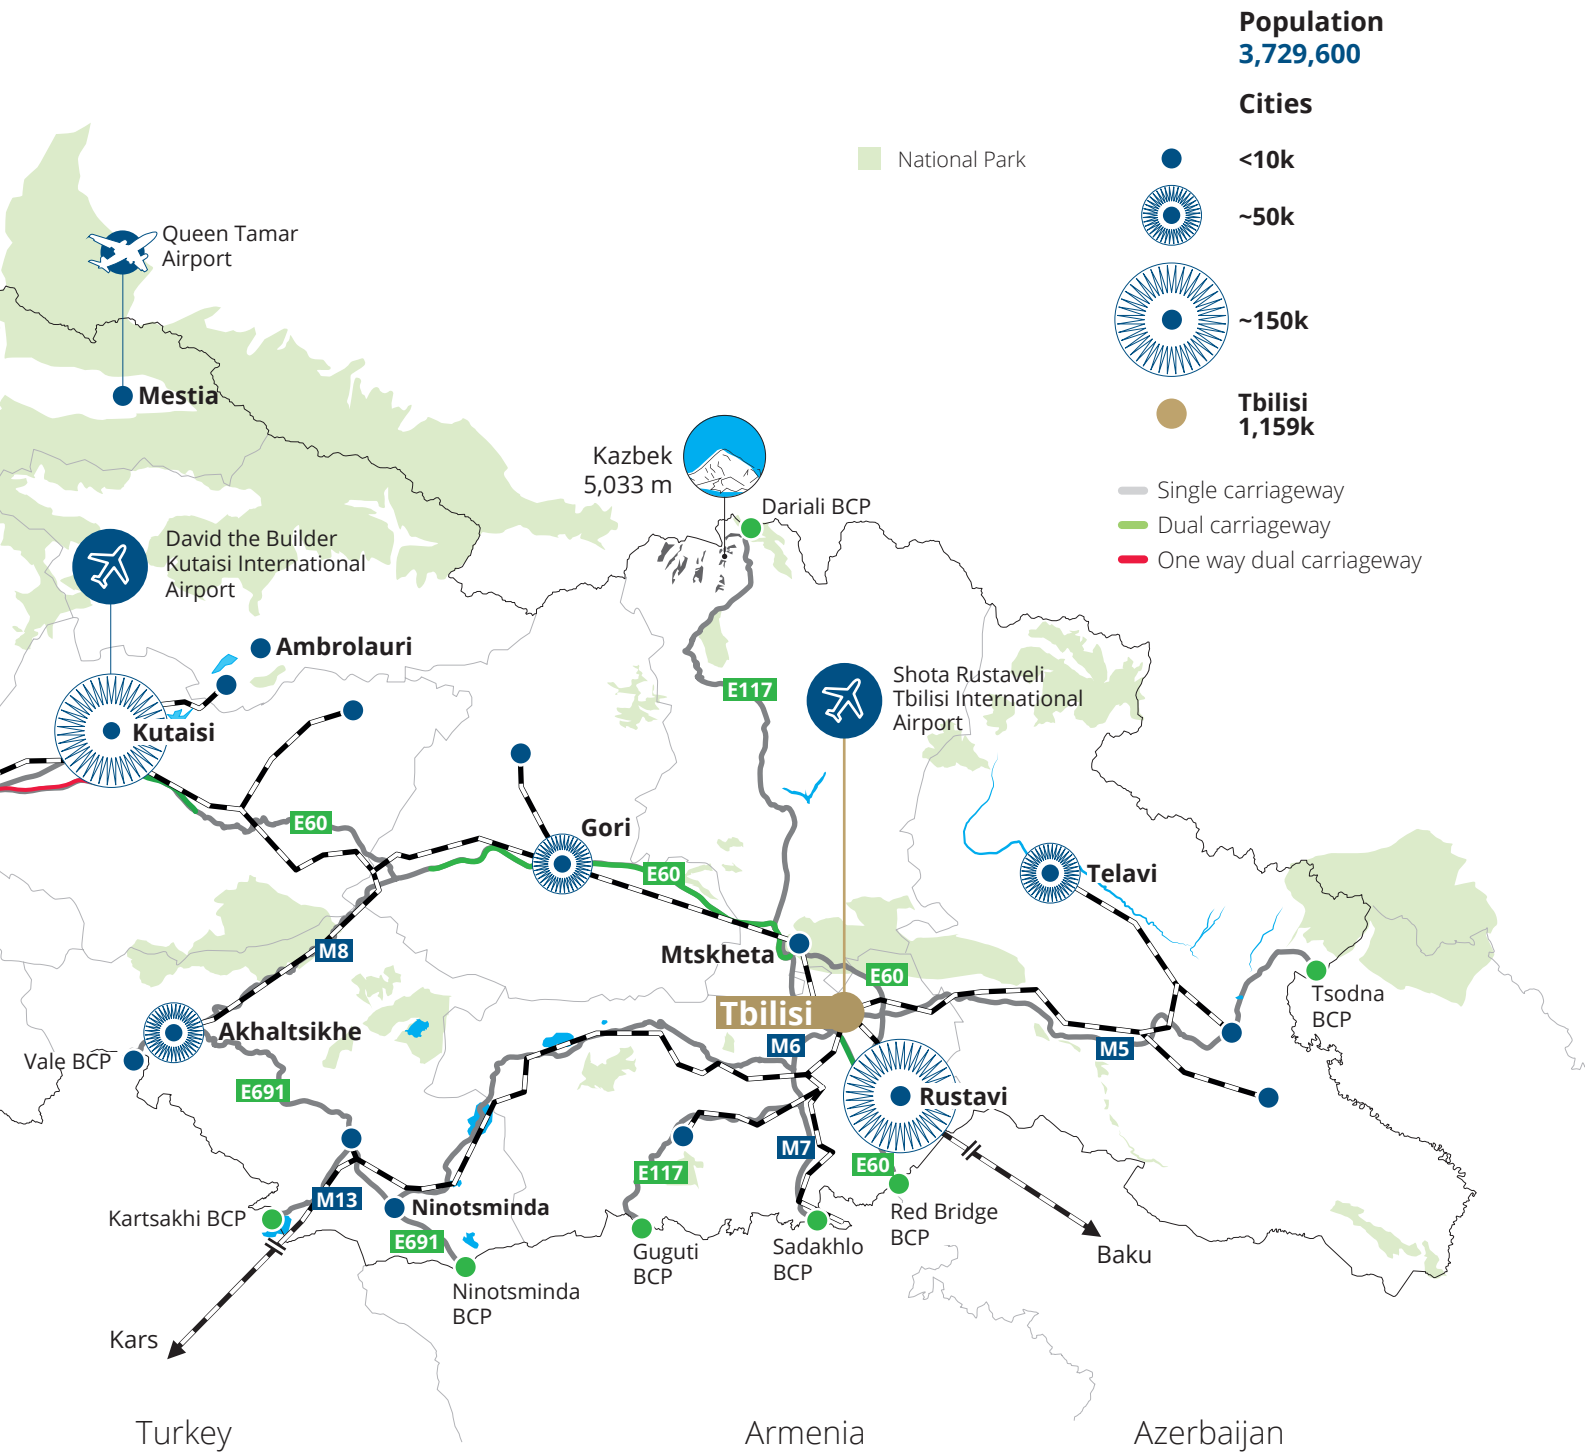 Population
3,729,600
Cities
National Park
<10k
~50k
~150k
Tbilisi
1,159k
Single carriageway
Dual carriageway
One way dual carriageway
Queen Tamar
Airport
Mestia
Kazbek
5,033 m
Dariali BCP
David the Builder
Kutaisi International
Airport
Ambrolauri
Kutaisi
E117
Shota Rustaveli
Tbilisi International
Airport
E60
Gori
E60
Telavi
M8
Mtskheta
E60
Tsodna
BCP
Tbilisi
Akhaltsikhe
Vale BCP
M6
M5
E691
Rustavi
M7
E60
E117
M13
Ninotsminda
Kartsakhi BCP
E691
Red Bridge
BCP
Guguti
BCP
Sadakhlo
BCP
Baku
Ninotsminda
BCP
Kars
Turkey
Armenia
Azerbaijan